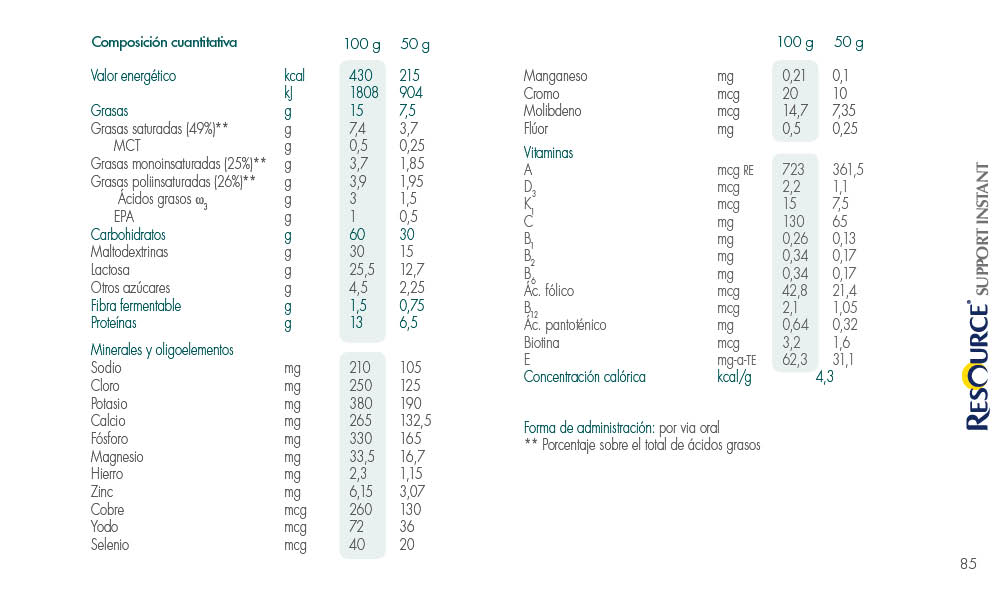 Composición cuantitativa 100 g 50 g
Valor energético kcal 430 215
kJ 1808 904
Grasas g 15 7,5
Grasas saturadas (49%)** g 7,4 3,7
MCT g 0,5 0,25
Grasas monoinsaturadas (25%)** g 3,7 1,85
Grasas poliinsaturadas (26%)** g 3,9 1,95
Ácidos grasos ω3 g 3 1,5
EPA g 1 0,5
Carbohidratos g 60 30
Maltodextrinas g 30 15
Lactosa g 25,5 12,7
Otros azúcares g 4,5 2,25
Fibra fermentable g 1,5 0,75
Proteínas g 13 6,5
Minerales y oligoelementos
Sodio mg 210 105
Cloro mg 250 125
Potasio mg 380 190
Calcio mg 265 132,5
Fósforo mg 330 165
Magnesio mg 33,5 16,7
Hierro mg 2,3 1,15
Zinc mg 6,15 3,07
Cobre mcg 260 130
Yodo mcg 72 36
Selenio mcg 40 20
100 g 50 g
Manganeso mg 0,21 0,1
Cromo mcg 20 10
Molibdeno mcg 14,7 7,35
Flúor mg 0,5 0,25
Vitaminas
A mcg RE 723 361,5
D3 mcg 2,2 1,1
K1 mcg 15 7,5
C mg 130 65
B1 mg 0,26 0,13
B2 mg 0,34 0,17
B6 mg 0,34 0,17
Ác. fólico mcg 42,8 21,4
B12 mcg 2,1 1,05
Ác. pantoténico mg 0,64 0,32
Biotina mcg 3,2 1,6
E mg-α-TE 62,3 31,1
Concentración calórica kcal/g 4,3
Forma de administración: por via oral
** Porcentaje sobre el total de ácidos grasos
RESOURCE® SUPPORT INSTANT
85